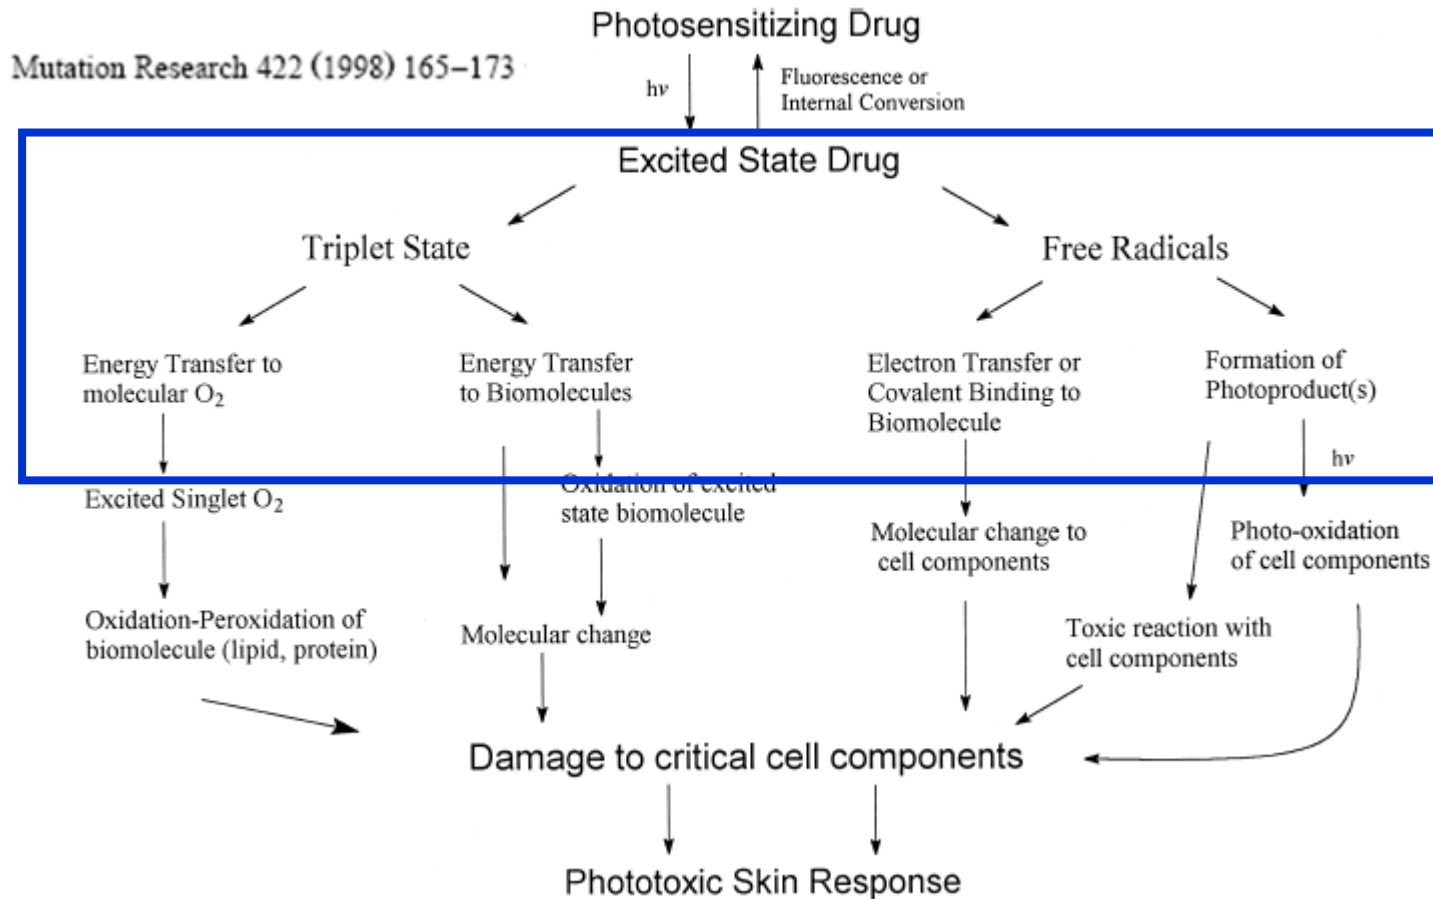 Photosensitizing Drug
Mutation Research 422 (1998) 165–173
hν
Fluorescence or
Internal Conversion
Excited State Drug
Triplet State
Free Radicals
Energy Transfer to
molecular O2
Energy Transfer
to Biomolecules
Electron Transfer or
Covalent Binding to
Biomolecule
Formation of
Photoproduct(s)
hν
Excited Singlet O2
Oxidation of excited
state biomolecule
Molecular change to
cell components
Photo-oxidation
of cell components
Oxidation-Peroxidation of
biomolecule (lipid, protein)
Molecular change
Toxic reaction with
cell components
Damage to critical cell components
Phototoxic Skin Response